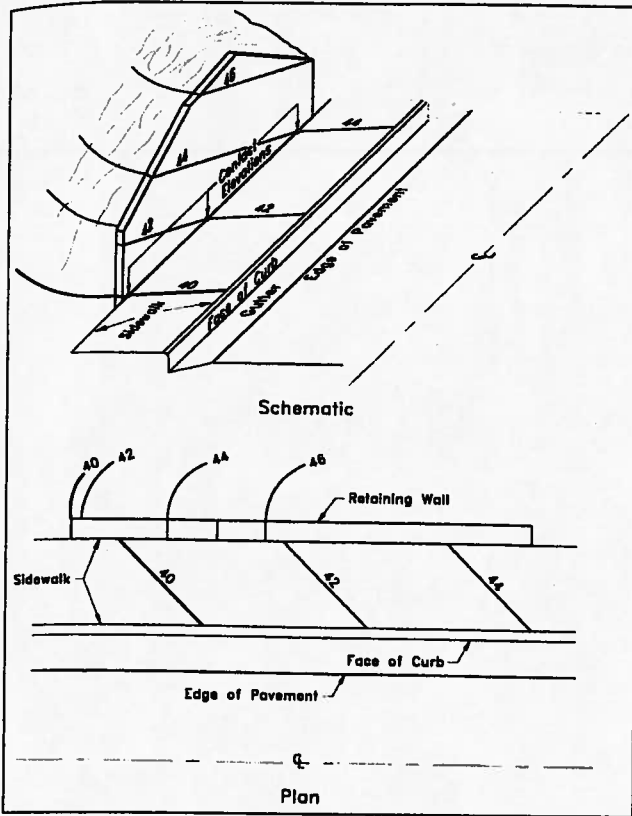 46
44
44
Contact
Elevations
42
42
40
Sidewalk
Face of Curb
Gutter
Edge of Pavement
℄
Schematic
40
42
44
46
Retaining Wall
Sidewalk
40
42
44
Face of Curb
Edge of Pavement
℄
Plan